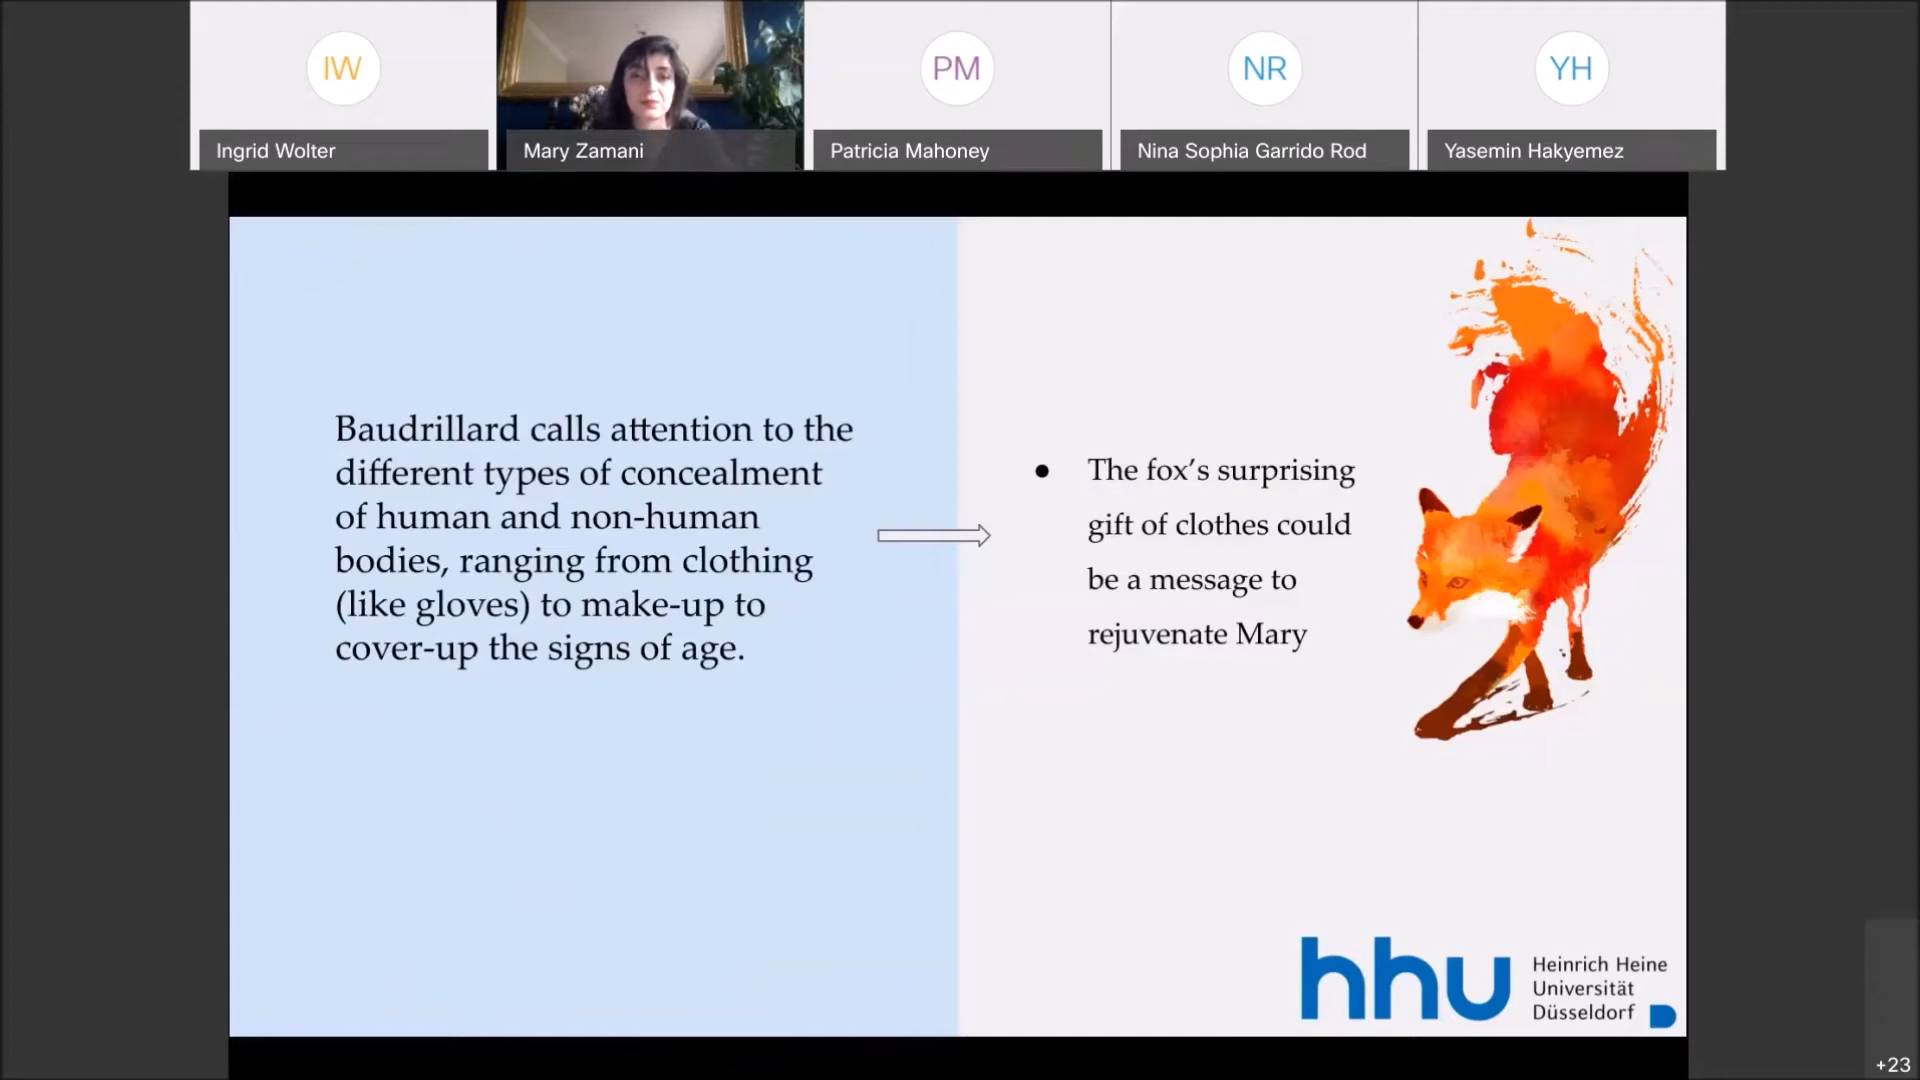 IW
Ingrid Wolter
Mary Zamani
PM
Patricia Mahoney
NR
Nina Sophia Garrido Rod
YH
Yasemin Hakyemez
Baudrillard calls attention to the
different types of concealment
of human and non-human
bodies, ranging from clothing
(like gloves) to make-up to
cover-up the signs of age.
● The fox’s surprising
gift of clothes could
be a message to
rejuvenate Mary
hhu
Heinrich Heine
Universität
Düsseldorf
+23